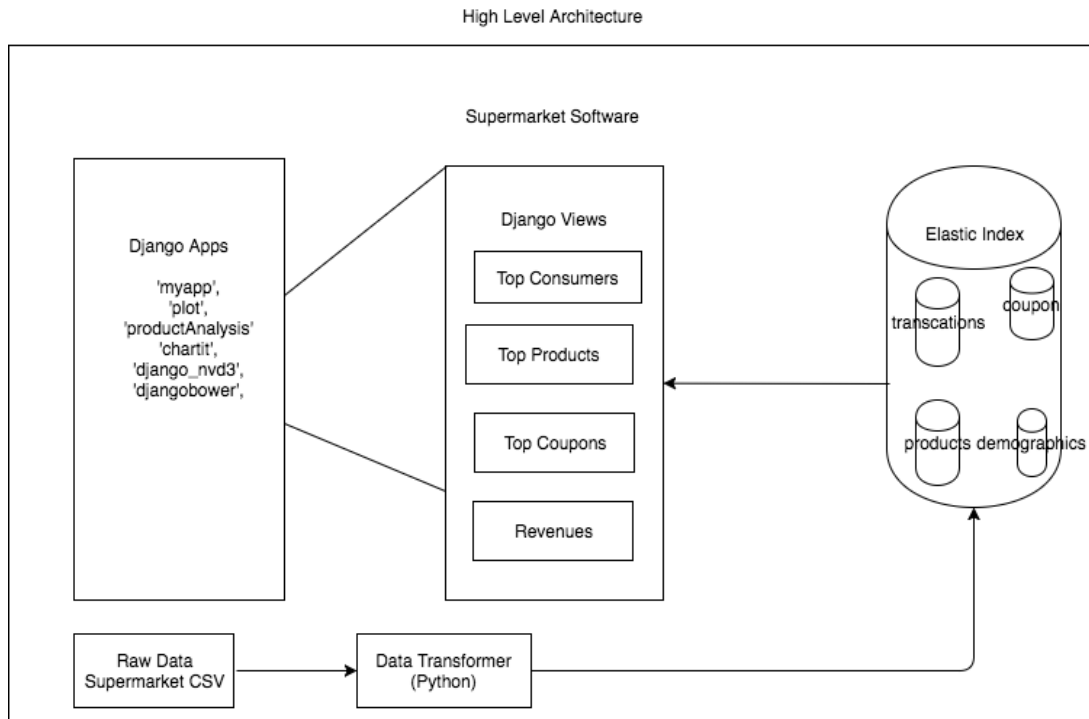 High Level Architecture
Supermarket Software
Django Apps
'myapp',
'plot',
'productAnalysis'
'chartit',
'django_nvd3',
'djangobower',
Django Views
Top Consumers
Top Products
Top Coupons
Revenues
Elastic Index
transcations
coupon
products
demographics
Raw Data
Supermarket CSV
Data Transformer
(Python)